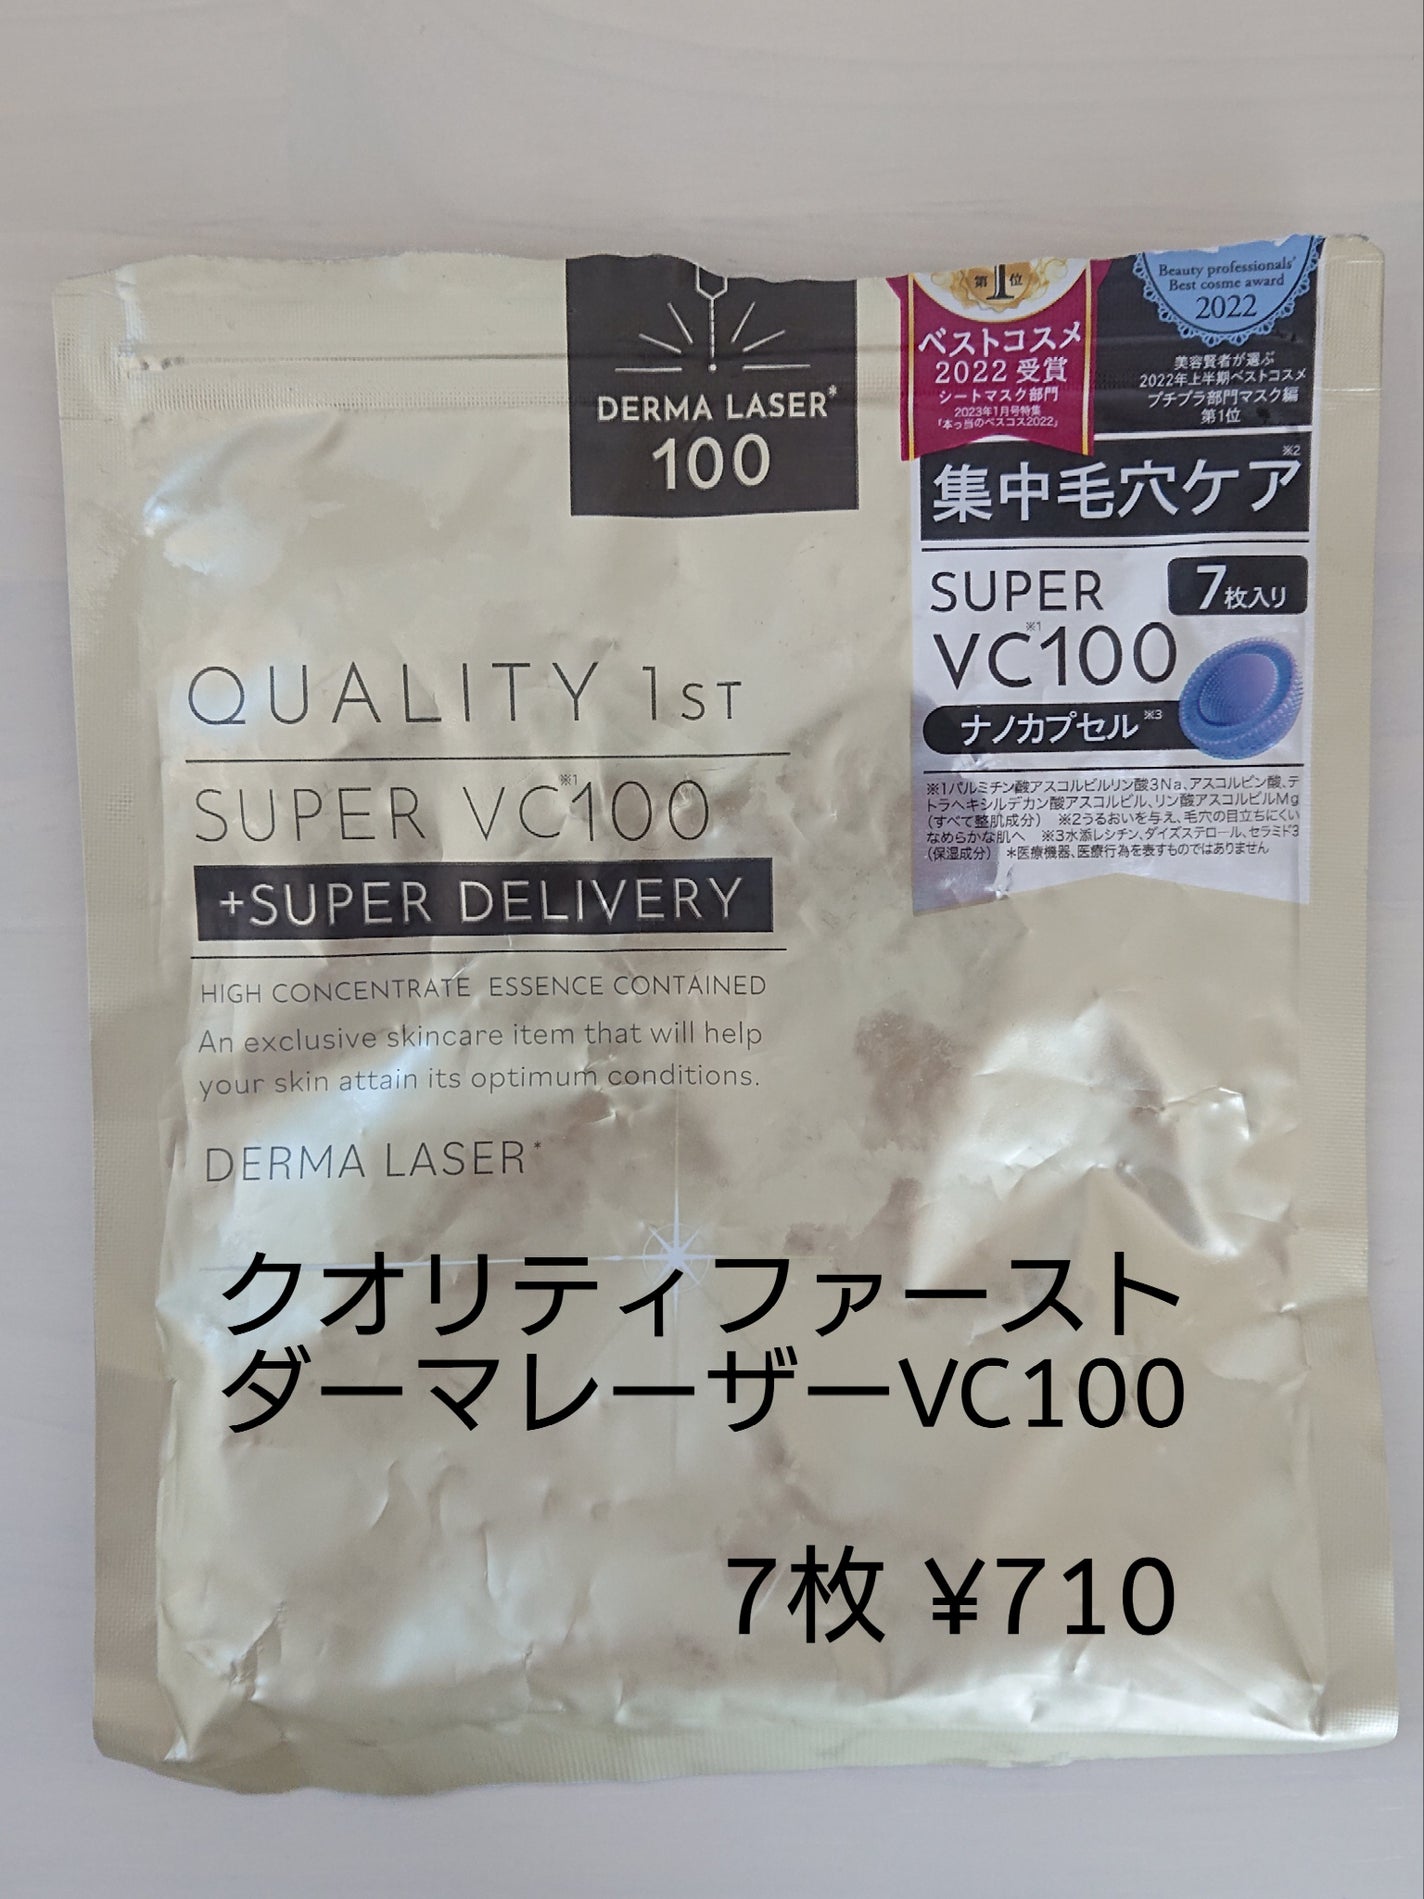 DERMA LASER*
100
第1位
ベストコスメ
2022 受賞
シートマスク部門
2023年1月号特集
「本っ当のベスコス2022」
Beauty professionals'
Best cosme award
2022
美容賢者が選ぶ
2022年上半期ベストコスメ
プチプラ部門マスク編
第1位
集中毛穴ケア※2
SUPER
7枚入り
VC※1100
ナノカプセル※3
※1パルミチン酸アスコルビルリン酸3Na、アスコルビン酸、テ
トラヘキシルデカン酸アスコルビル、リン酸アスコルビルMg
(すべて整肌成分) ※2うるおいを与え、毛穴の目立ちにくい
なめらかな肌へ ※3水添レシチン、ダイズステロール、セラミド3
(保湿成分) *医療機器、医療行為を表すものではありません
QUALITY 1ST
SUPER VC※1100
+SUPER DELIVERY
HIGH CONCENTRATE ESSENCE CONTAINED
An exclusive skincare item that will help
your skin attain its optimum conditions.
DERMA LASER*
クオリティファースト
ダーマレーザーVC100
7枚 ¥710